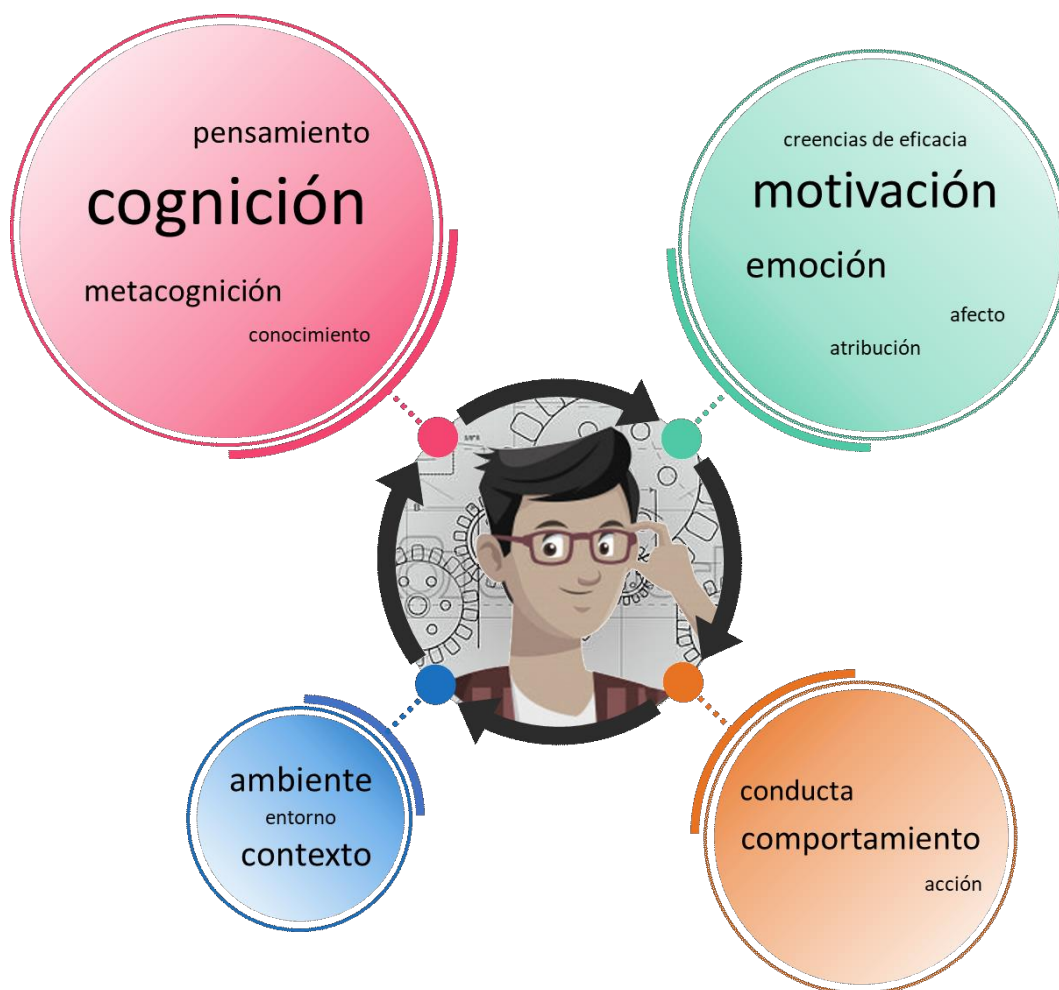 pensamiento
cognición
metacognición
conocimiento
creencias de eficacia
motivación
emoción
afecto
atribución
ambiente
entorno
contexto
conducta
comportamiento
acción